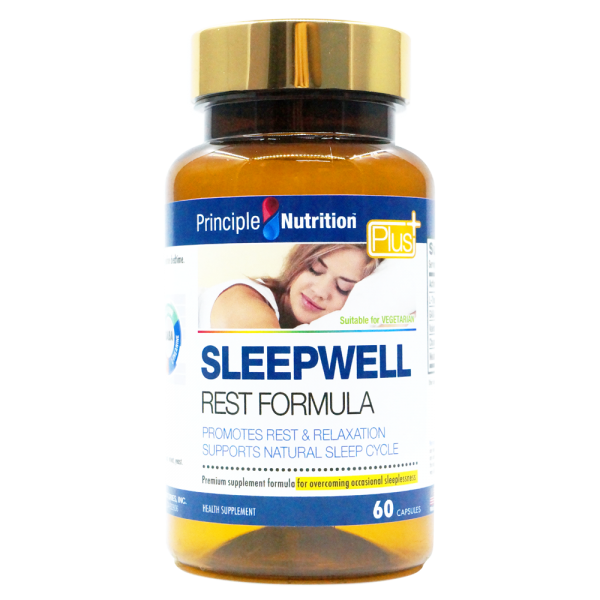 Principle Nutrition
Plus+
Suitable for VEGETARIAN
SLEEPWELL
REST FORMULA
PROMOTES REST & RELAXATION
SUPPORTS NATURAL SLEEP CYCLE
Premium supplement formula for overcoming occasional sleeplessness.
HEALTH SUPPLEMENT
60 CAPSULES
INC.